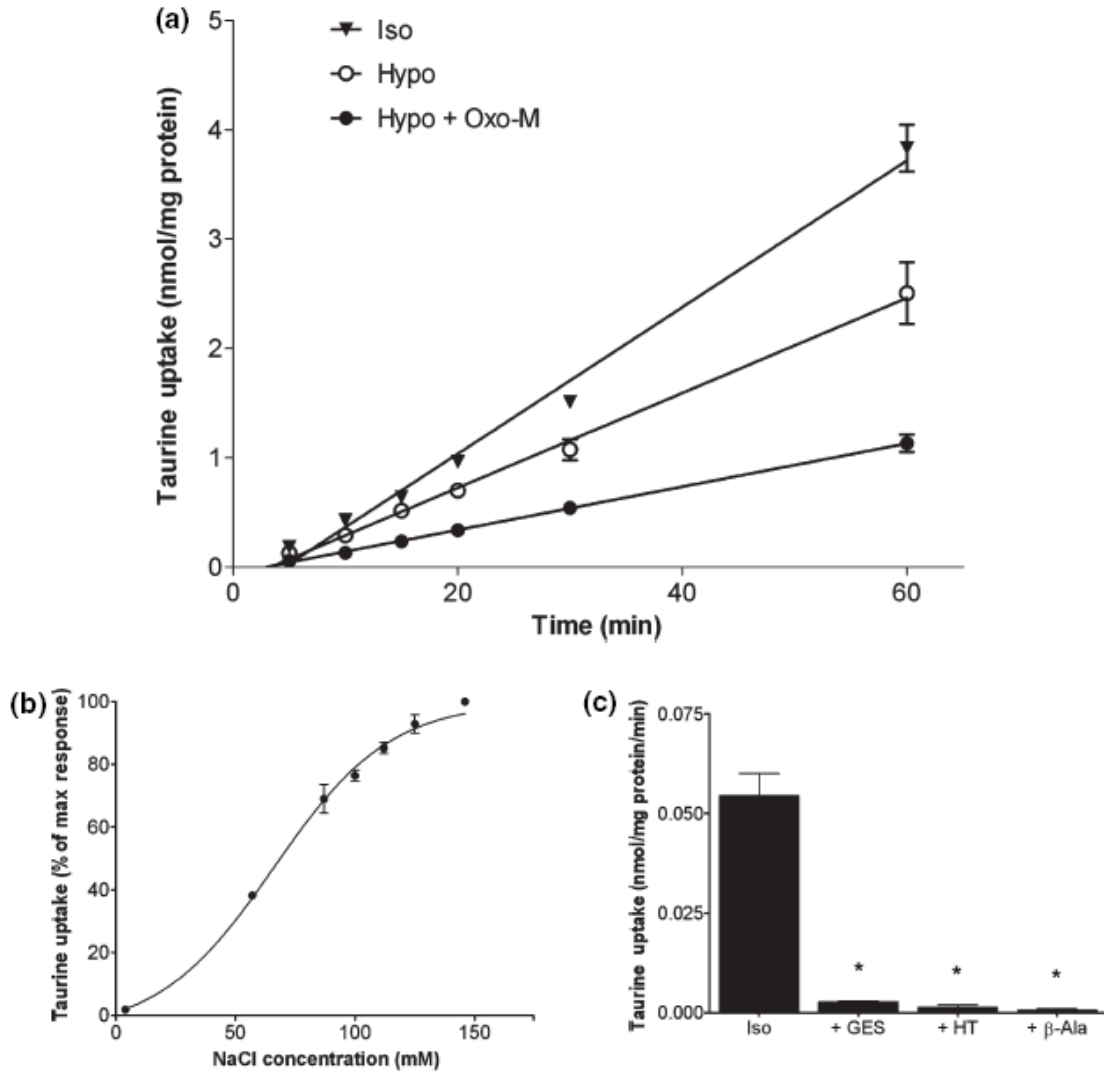 (a)
Iso
Hypo
Hypo + Oxo-M
Taurine uptake (nmol/mg protein)
5
4
3
2
1
0
0 20 40 60
Time (min)
(b)
Taurine uptake (% of max response)
100
80
60
40
20
0
0 50 100 150
NaCl concentration (mM)
(c)
Taurine uptake (nmol/mg protein/min)
0.075
0.050
0.025
0.000
* * *
Iso + GES + HT + β-Ala